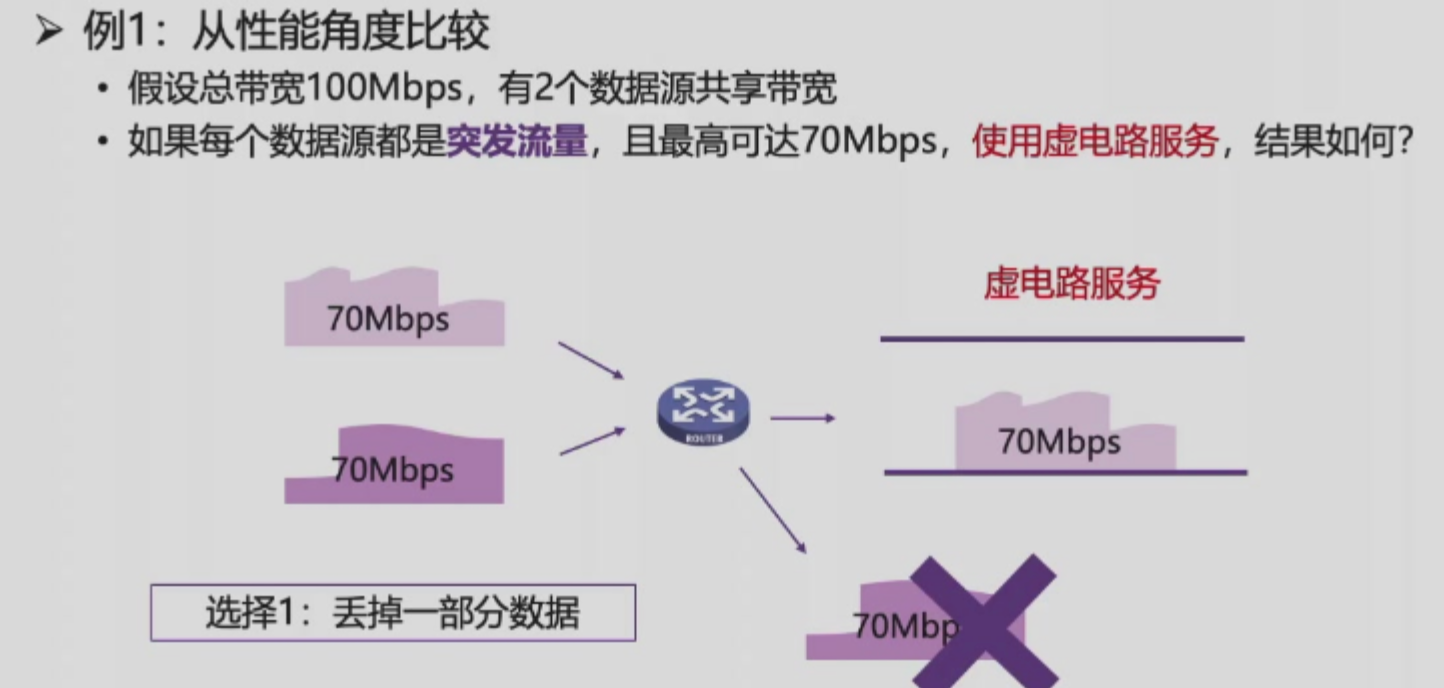 ➢ 例1：从性能角度比较
• 假设总带宽100Mbps，有2个数据源共享带宽
• 如果每个数据源都是突发流量，且最高可达70Mbps，使用虚电路服务，结果如何？
虚电路服务
70Mbps
70Mbps
ROUTER
70Mbps
选择1：丢掉一部分数据
70Mbp